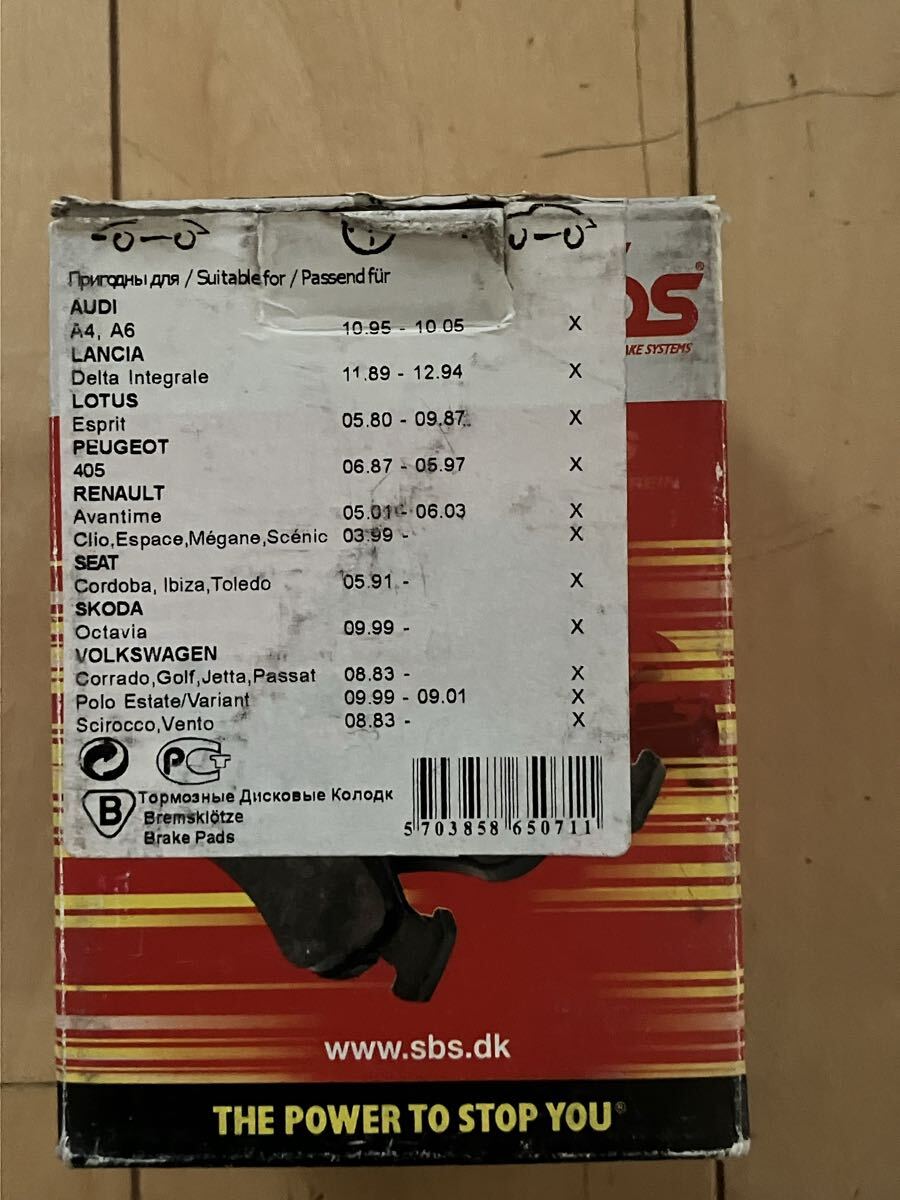 Пригодны для / Suitable for / Passend für
AUDI
A4, A6 10.95 - 10 05 X
LANCIA
Delta Integrale 11.89 - 12.94 X
LOTUS
Esprit 05.80 - 09.87 X
PEUGEOT
405 06.87 - 05.97 X
RENAULT
Avantime 05.01 - 06.03 X
Clio,Espace,Mégane,Scénic 03.99 - X
SEAT
Cordoba, Ibiza,Toledo 05.91 - X
SKODA
Octavia 09.99 - X
VOLKSWAGEN
Corrado,Golf,Jetta,Passat 08.83 - X
Polo Estate/Variant 09.99 - 09.01 X
Scirocco,Vento 08.83 - X
РСТ
B
Тормозные Дисковые Колодк
Bremsklötze
Brake Pads
5 703858 650711
www.sbs.dk
THE POWER TO STOP YOU®
SYSTEMS